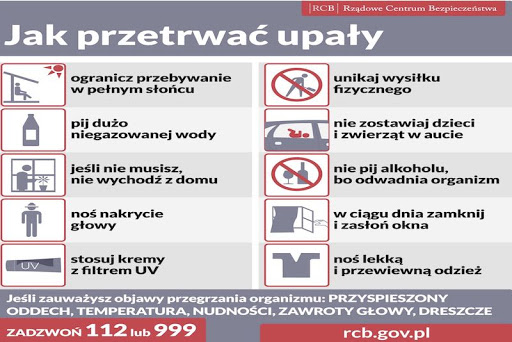 RCB | Rządowe Centrum Bezpieczeństwa
Jak przetrwać upały
ogranicz przebywanie
w pełnym słońcu
unikaj wysiłku
fizycznego
pij dużo
niegazowanej wody
nie zostawiaj dzieci
i zwierząt w aucie
jeśli nie musisz,
nie wychodź z domu
nie pij alkoholu,
bo odwadnia organizm
noś nakrycie
głowy
w ciągu dnia zamknij
i zasłoń okna
UV
stosuj kremy
z filtrem UV
noś lekką
i przewiewną odzież
Jeśli zauważysz objawy przegrzania organizmu: PRZYSPIESZONY
ODDECH, TEMPERATURA, NUDNOŚCI, ZAWROTY GŁOWY, DRESZCZE
ZADZWOŃ 112 lub 999
rcb.gov.pl